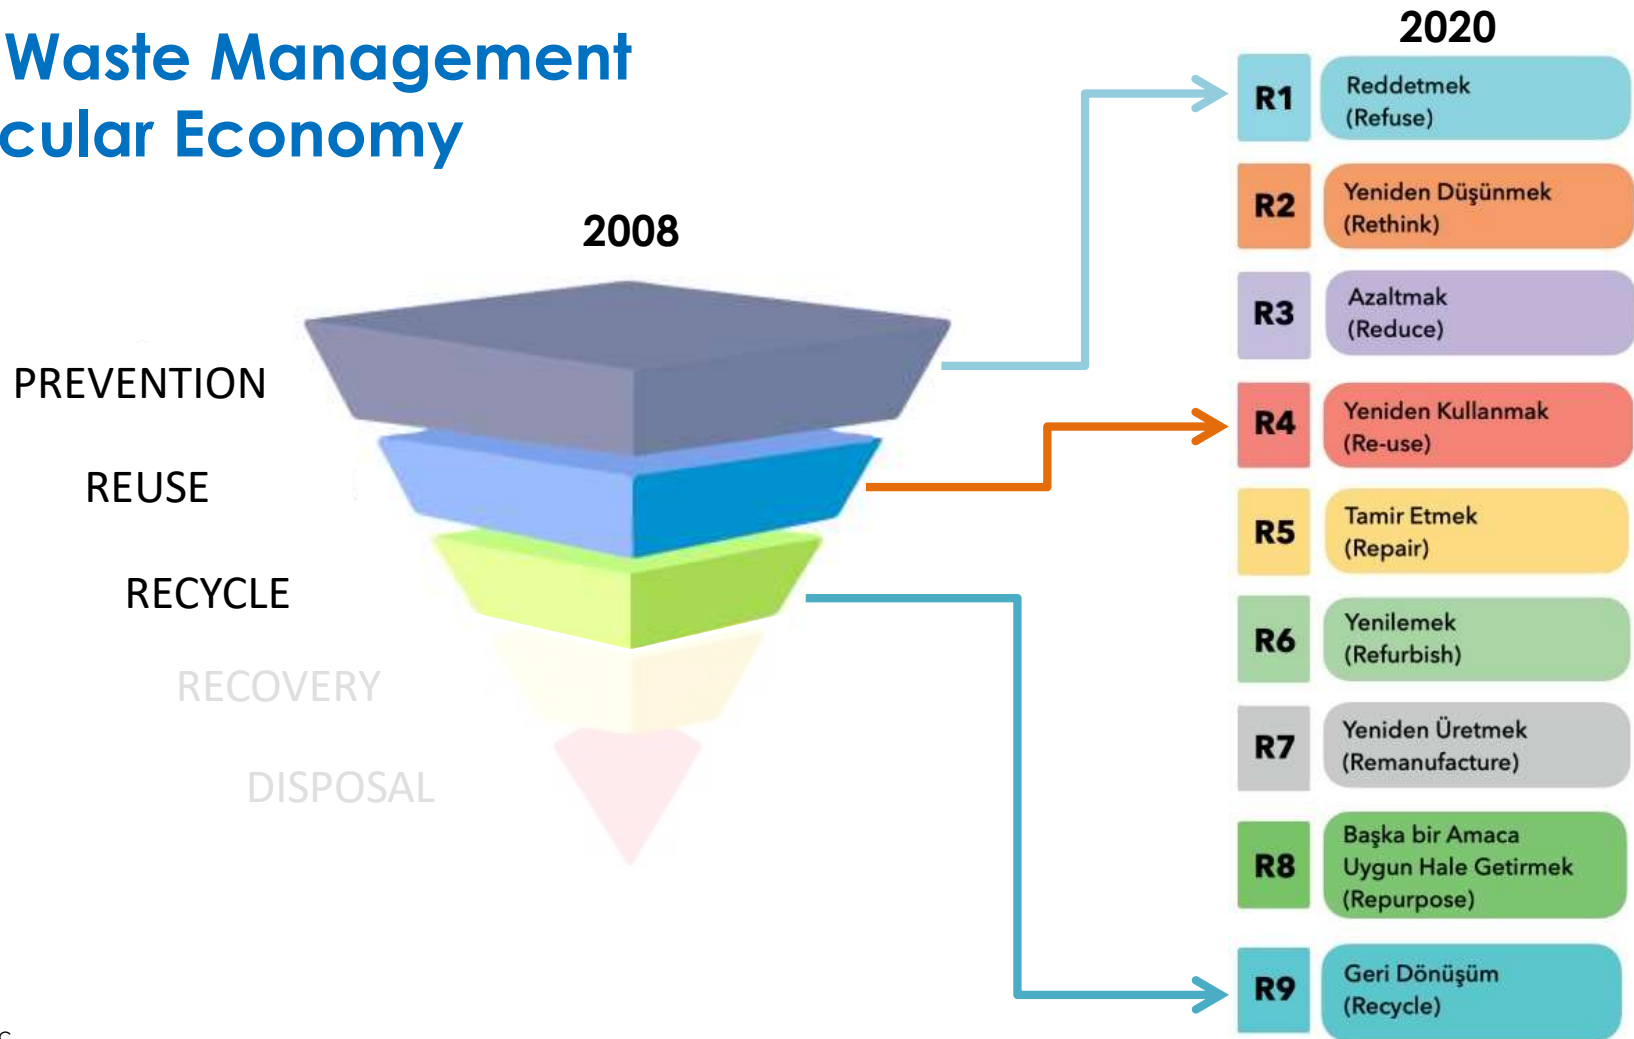 Waste Management
cular Economy
2008
PREVENTION
REUSE
RECYCLE
RECOVERY
DISPOSAL
2020
R1
Reddetmek
(Refuse)
R2
Yeniden Düşünmek
(Rethink)
R3
Azaltmak
(Reduce)
R4
Yeniden Kullanmak
(Re-use)
R5
Tamir Etmek
(Repair)
R6
Yenilemek
(Refurbish)
R7
Yeniden Üretmek
(Remanufacture)
R8
Başka bir Amaca
Uygun Hale Getirmek
(Repurpose)
R9
Geri Dönüşüm
(Recycle)